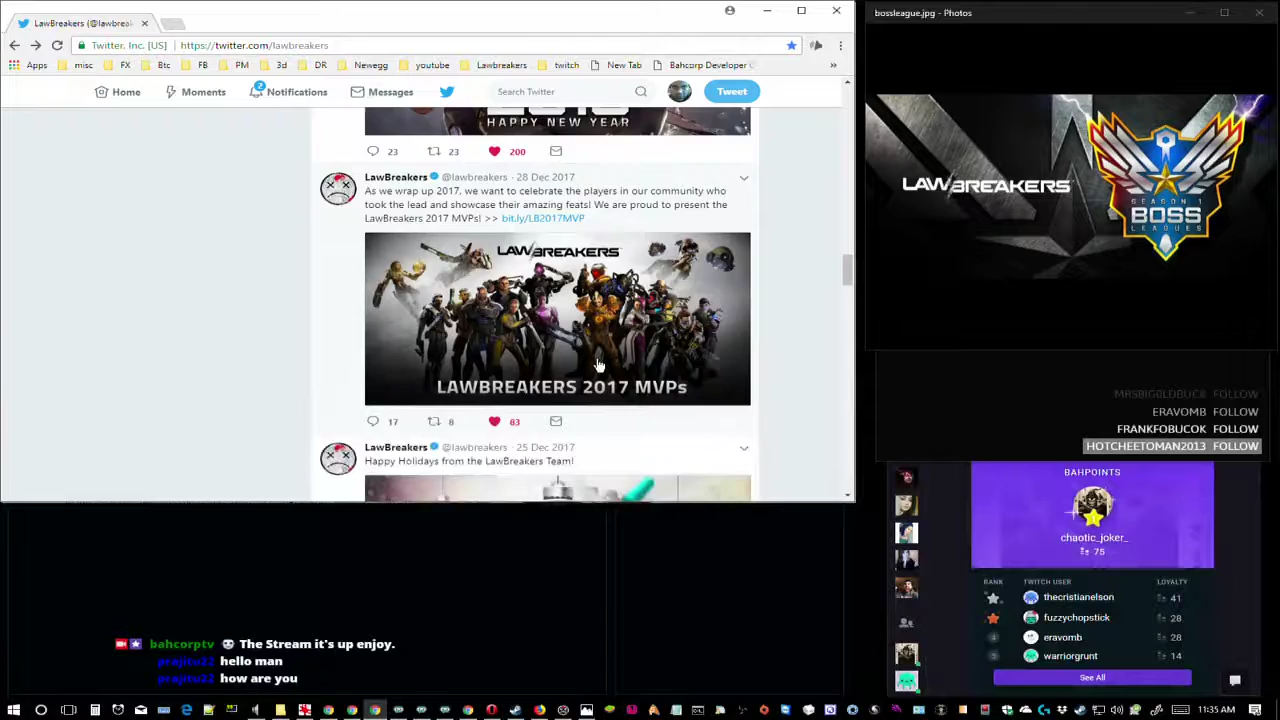 LawBreakers (@lawbreak
Twitter, Inc. [US]
https://twitter.com/lawbreakers
Apps
misc
FX
Btc
FB
PM
3d
DR
Newegg
youtube
Lawbreakers
twitch
New Tab
Bahcorp Developer
»
Home
Moments
2
Notifications
Messages
Search Twitter
Tweet
HAPPY NEW YEAR
23
23
200
LawBreakers @lawbreakers · 28 Dec 2017
As we wrap up 2017, we want to celebrate the players in our community who
took the lead and showcase their amazing feats! We are proud to present the
LawBreakers 2017 MVPs! >> bit.ly/LB2017MVP
LAWBREAKERS
LAWBREAKERS 2017 MVPs
17
8
83
LawBreakers @lawbreakers · 25 Dec 2017
Happy Holidays from the LawBreakers Team!
bossleague.jpg - Photos
LAWBREAKERS
SEASON 1
BOSS
LEAGUES
ERAVOMB FOLLOW
FRANKFOBUCOK FOLLOW
HOTCHEETOMAN2013 FOLLOW
BAHPOINTS
1
chaotic_joker_
75
RANK TWITCH USER LOYALTY
thecristianelson 41
fuzzychopstick 28
eravomb 28
warriorgrunt 14
See All
bahcorptv The Stream it's up enjoy.
prajitu22 hello man
prajitu22 how are you
11:35 AM